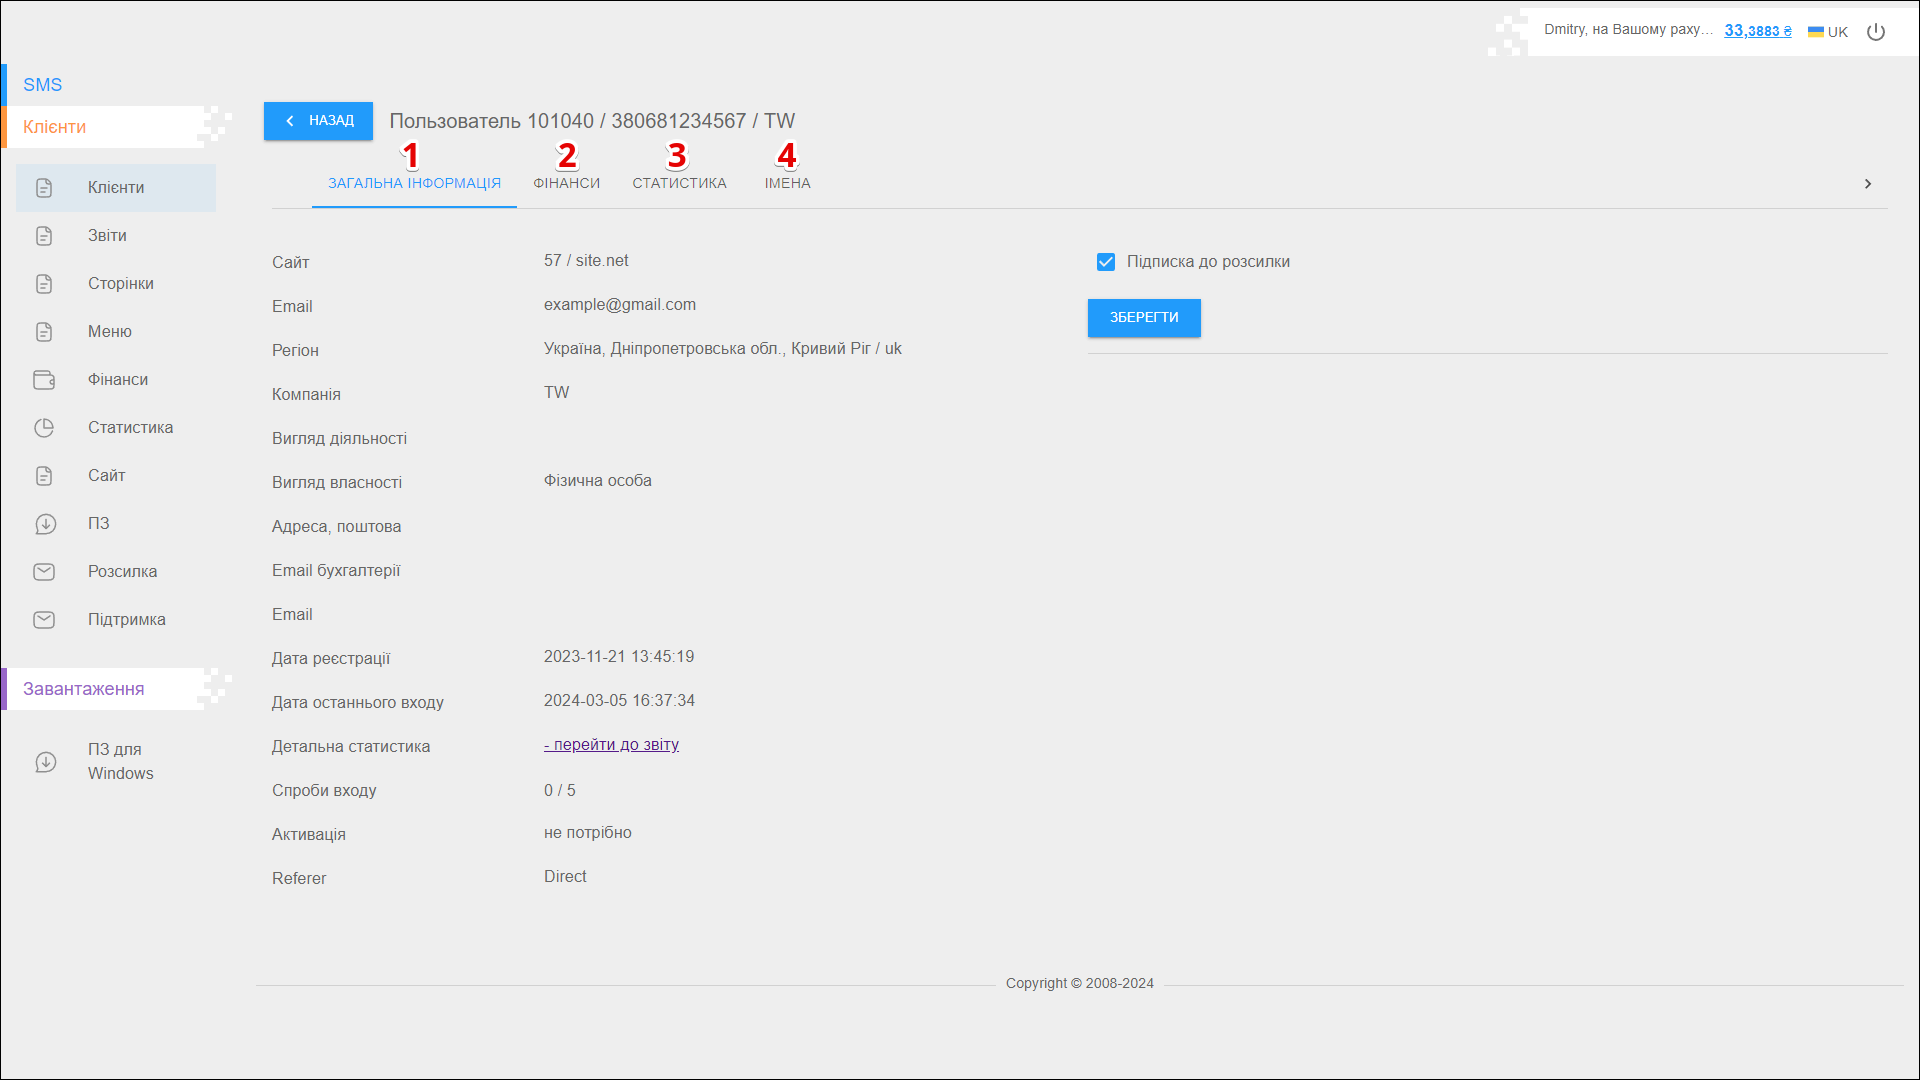 Dmitry, на Вашому раху... 33,3883 ₴ UK
SMS
Клієнти
Клієнти
Звіти
Сторінки
Меню
Фінанси
Статистика
Сайт
ПЗ
Розсилка
Підтримка
Завантаження
ПЗ для
Windows
НАЗАД Пользователь 101040 / 380681234567 / TW
1 2 3 4
ЗАГАЛЬНА ІНФОРМАЦІЯ ФІНАНСИ СТАТИСТИКА ІМЕНА
Сайт 57 / site.net
Email example@gmail.com
Регіон Україна, Дніпропетровська обл., Кривий Ріг / uk
Компанія TW
Вигляд діяльності
Вигляд власності Фізична особа
Адреса, поштова
Email бухгалтерії
Email
Дата реєстрації 2023-11-21 13:45:19
Дата останнього входу 2024-03-05 16:37:34
Детальна статистика - перейти до звіту
Спроби входу 0 / 5
Активація не потрібно
Referer Direct
Підписка до розсилки
ЗБЕРЕГТИ
Copyright © 2008-2024